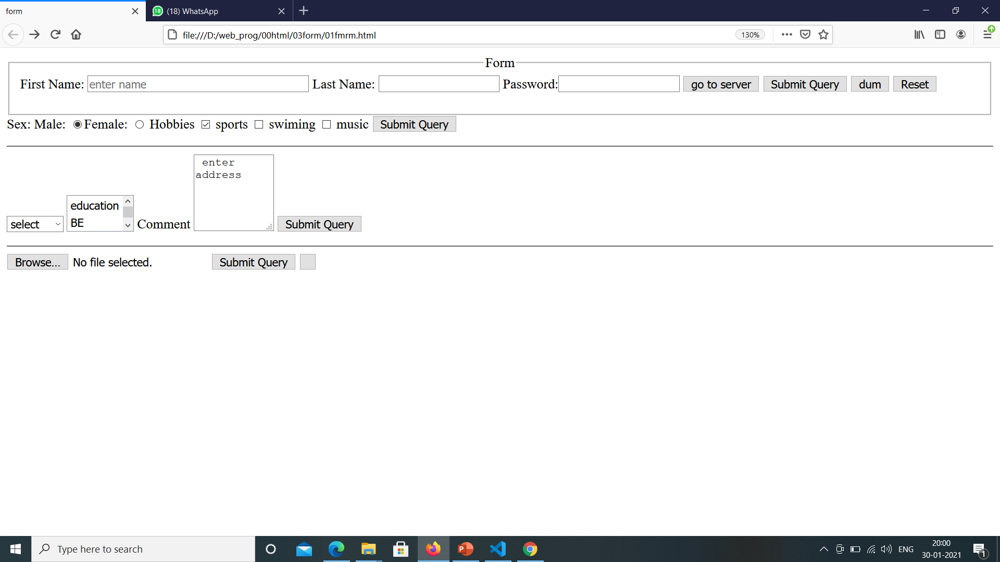 form
(18) WhatsApp
file:///D:/web_prog/00html/03form/01fmrm.html 130%
Form
First Name: enter name Last Name: Password: go to server Submit Query dum Reset
Sex: Male: Female: Hobbies sports swiming music Submit Query
enter
address
education
select BE Comment Submit Query
Browse... No file selected. Submit Query
Type here to search
ENG
20:00
30-01-2021
1